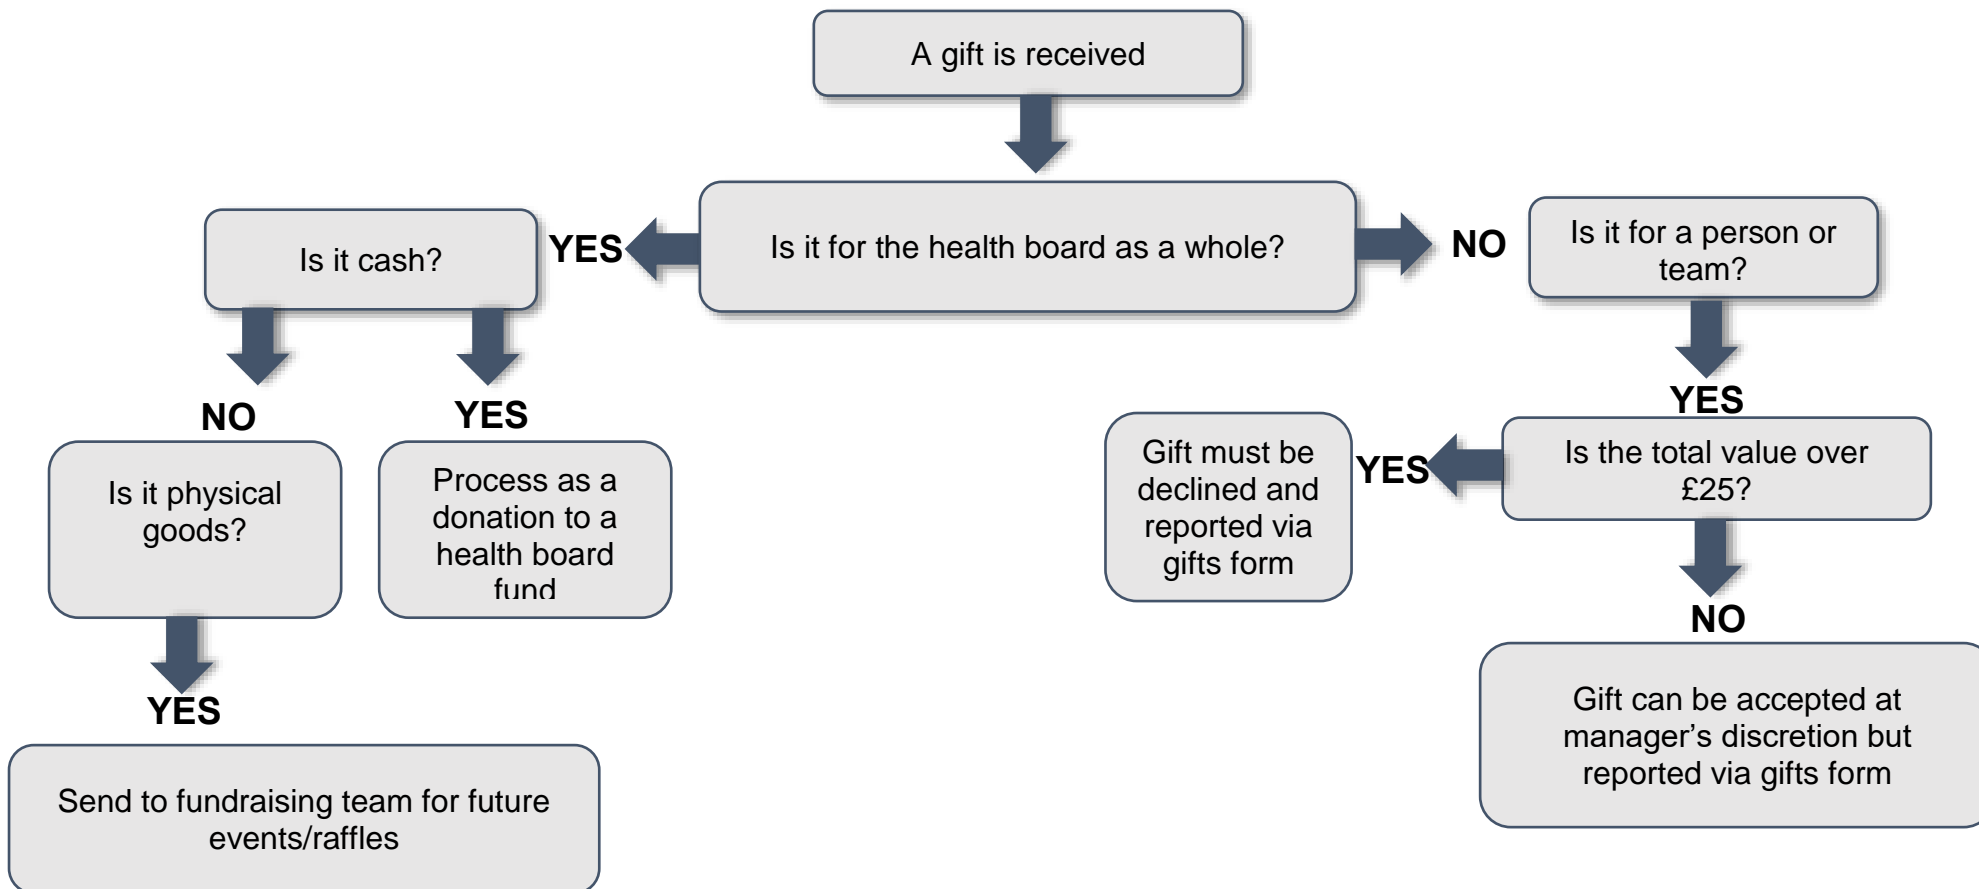 A gift is received
Is it for the health board as a whole?
YES
NO
Is it cash?
NO
YES
Is it physical
goods?
Process as a
donation to a
health board
fund
YES
Send to fundraising team for future
events/raffles
Is it for a person or
team?
YES
Is the total value over
£25?
YES
Gift must be
declined and
reported via
gifts form
NO
Gift can be accepted at
manager’s discretion but
reported via gifts form